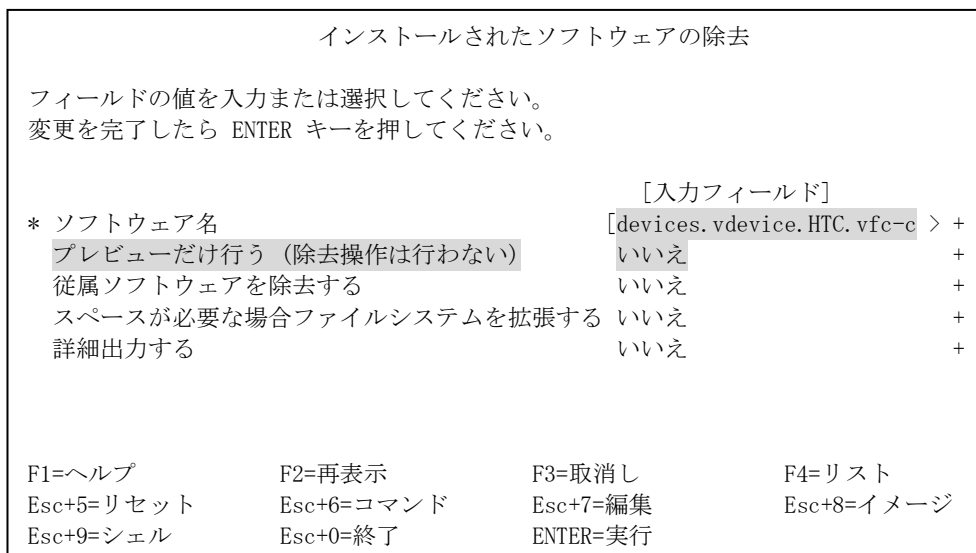 インストールされたソフトウェアの除去
フィールドの値を入力または選択してください。
変更を完了したら ENTER キーを押してください。
[入力フィールド]
* ソフトウェア名 [devices.vdevice.HTC.vfc-c > +
プレビューだけ行う (除去操作は行わない) いいえ +
従属ソフトウェアを除去する いいえ +
スペースが必要な場合ファイルシステムを拡張する いいえ +
詳細出力する いいえ +
F1=ヘルプ F2=再表示 F3=取消し F4=リスト
Esc+5=リセット Esc+6=コマンド Esc+7=編集 Esc+8=イメージ
Esc+9=シェル Esc+0=終了 ENTER=実行